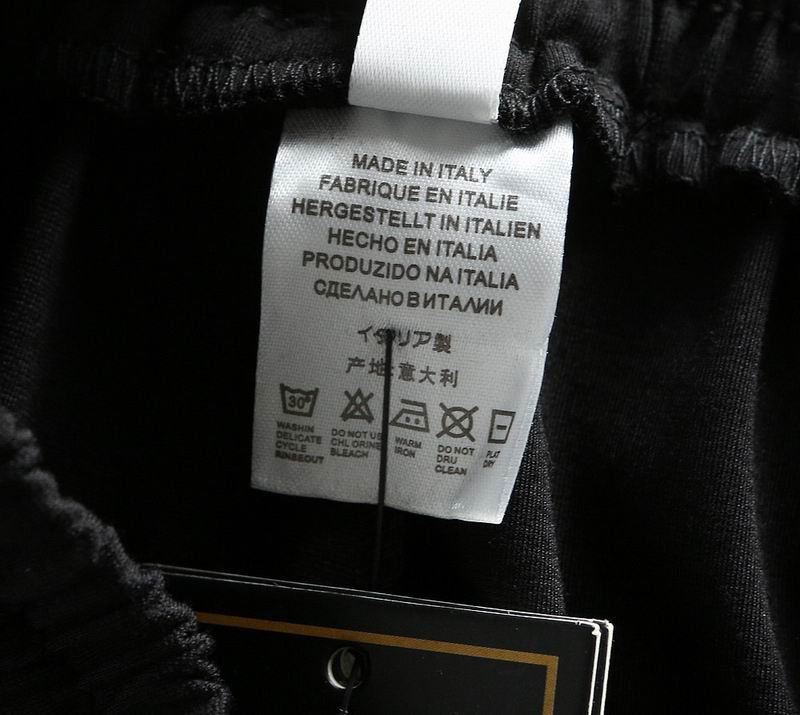 MADE IN ITALY
FABRIQUE EN ITALIE
HERGESTELLT IN ITALIEN
HECHO EN ITALIA
PRODUZIDO NA ITALIA
СДЕЛАНО В ИТАЛИИ
イタリア製
产地:意大利
30°
WASHIN
DELICATE
CYCLE
RINSEOUT
DO NOT US
CHLORINE
BLEACH
WARM
IRON
DO NOT
DRU
CLEAN
FLAT
DRY